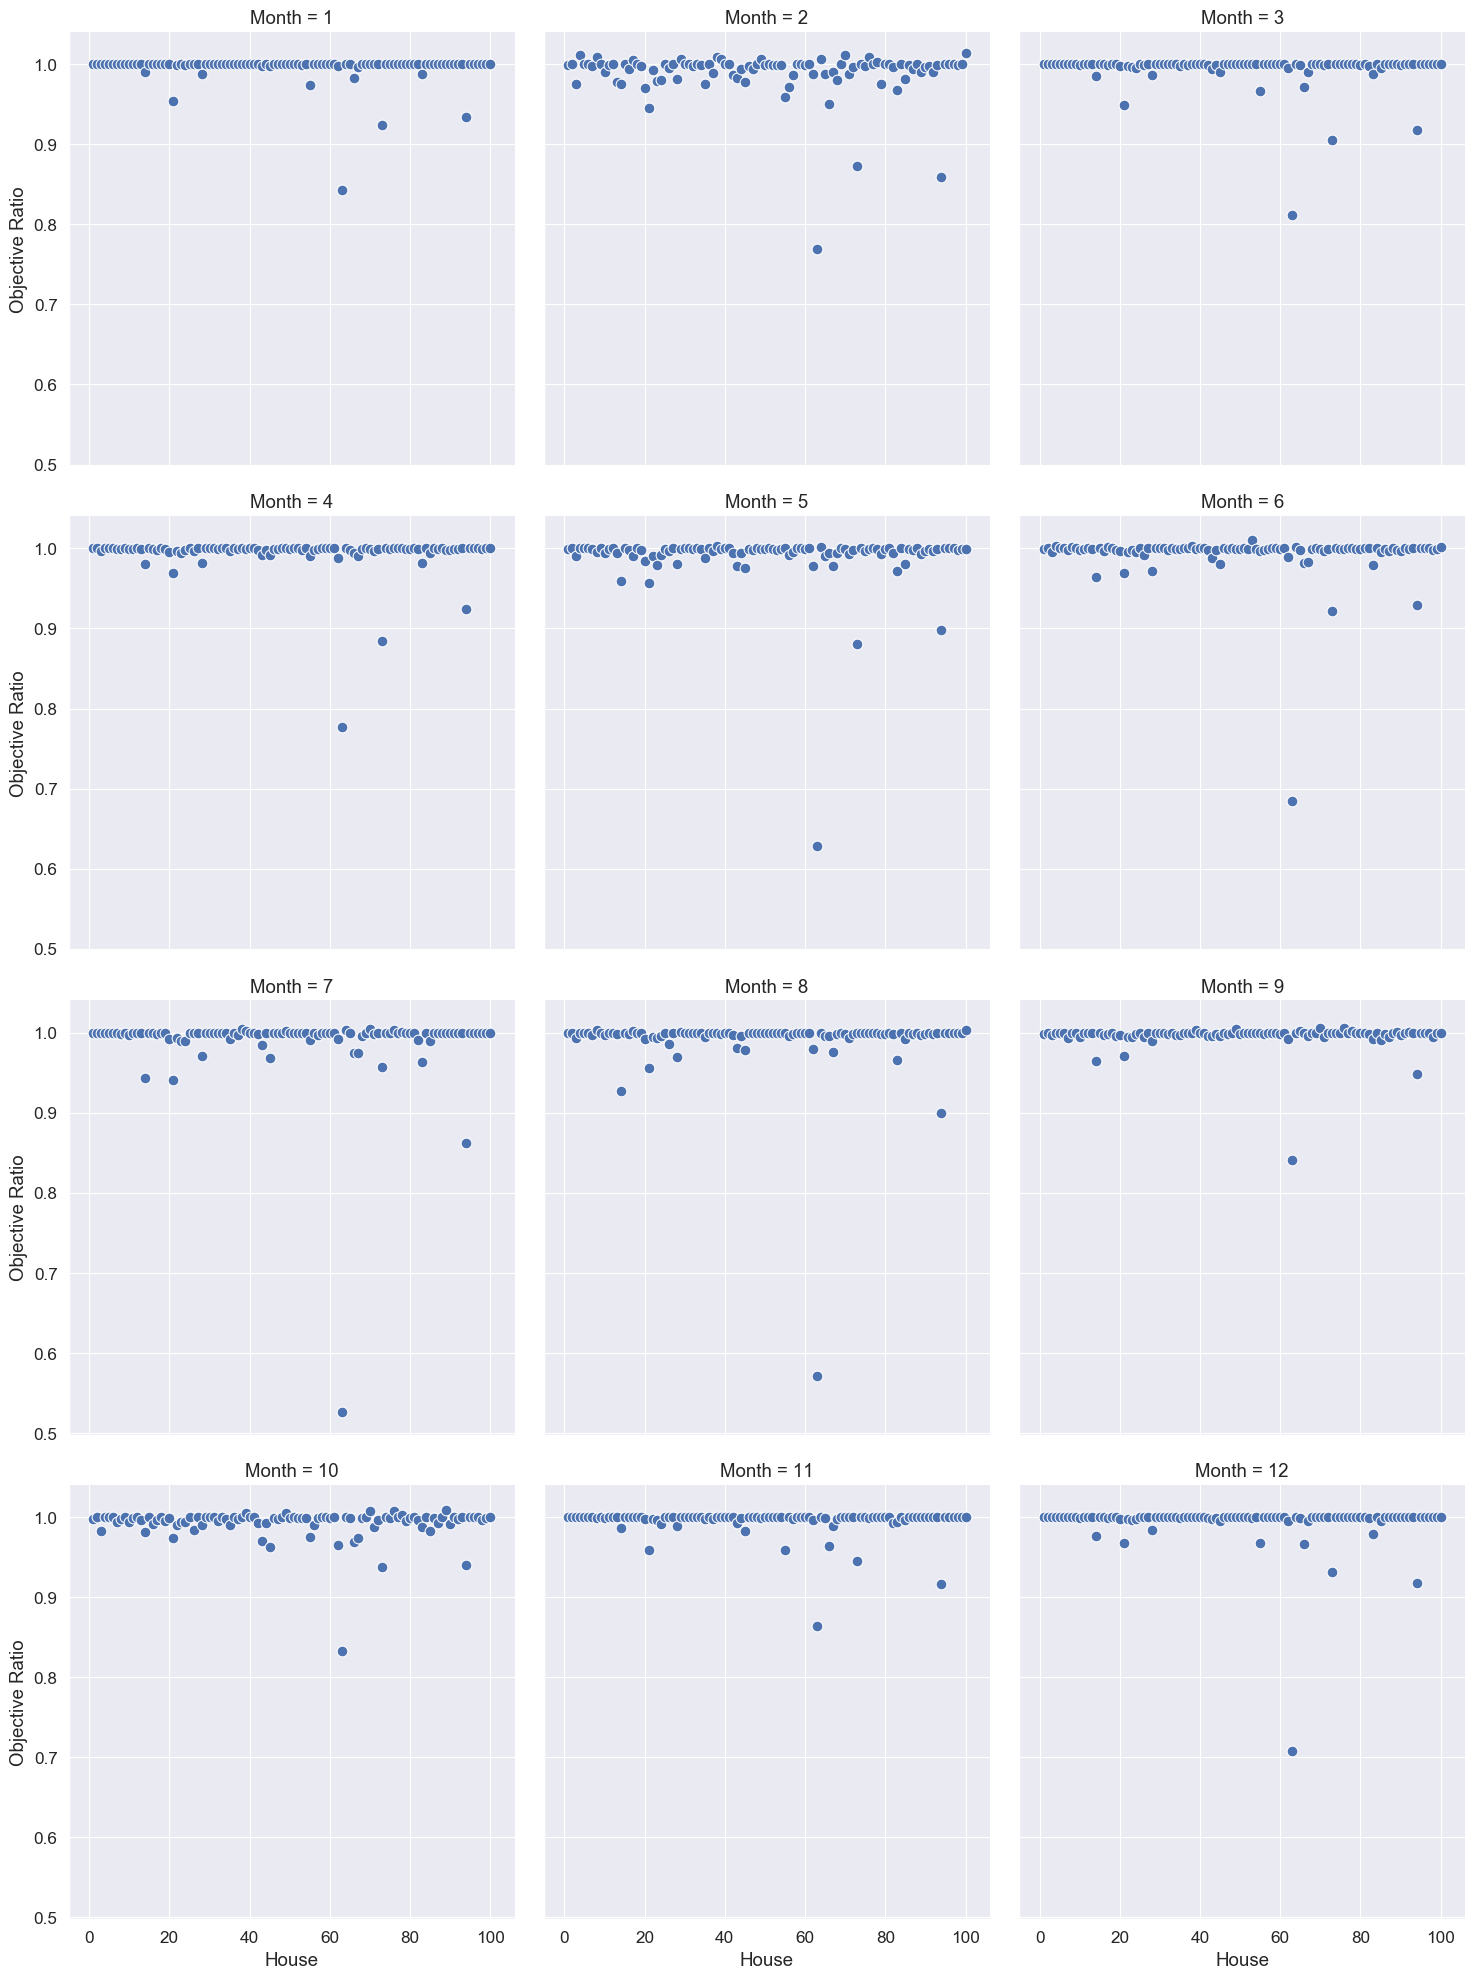 Month = 1
Month = 2
Month = 3
1.0
0.9
0.8
0.7
0.6
0.5
Objective Ratio
Month = 4
Month = 5
Month = 6
1.0
0.9
0.8
0.7
0.6
0.5
Objective Ratio
Month = 7
Month = 8
Month = 9
1.0
0.9
0.8
0.7
0.6
0.5
Objective Ratio
Month = 10
Month = 11
Month = 12
1.0
0.9
0.8
0.7
0.6
0.5
Objective Ratio
0 20 40 60 80 100
House
0 20 40 60 80 100
House
0 20 40 60 80 100
House